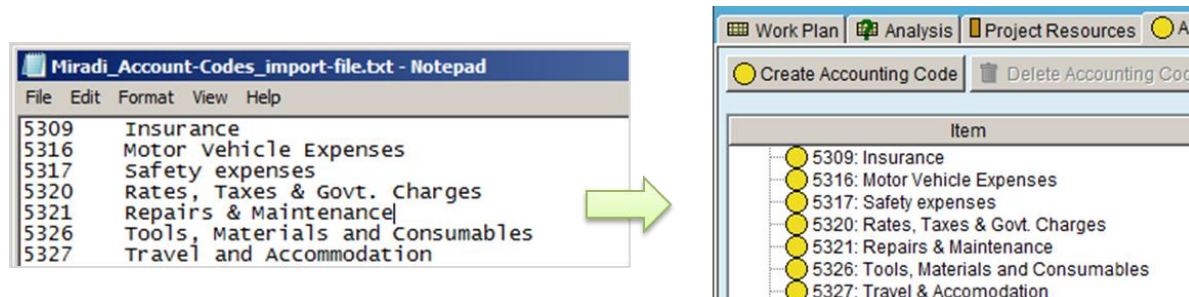 Miradi_Account-Codes_import-file.txt - Notepad
File Edit Format View Help
5309 Insurance
5316 Motor Vehicle Expenses
5317 Safety expenses
5320 Rates, Taxes & Govt. Charges
5321 Repairs & Maintenance
5326 Tools, Materials and Consumables
5327 Travel and Accommodation
Work Plan Analysis Project Resources A
Create Accounting Code Delete Accounting Cod
Item
5309: Insurance
5316: Motor Vehicle Expenses
5317: Safety expenses
5320: Rates, Taxes & Govt. Charges
5321: Repairs & Maintenance
5326: Tools, Materials and Consumables
5327: Travel & Accomodation